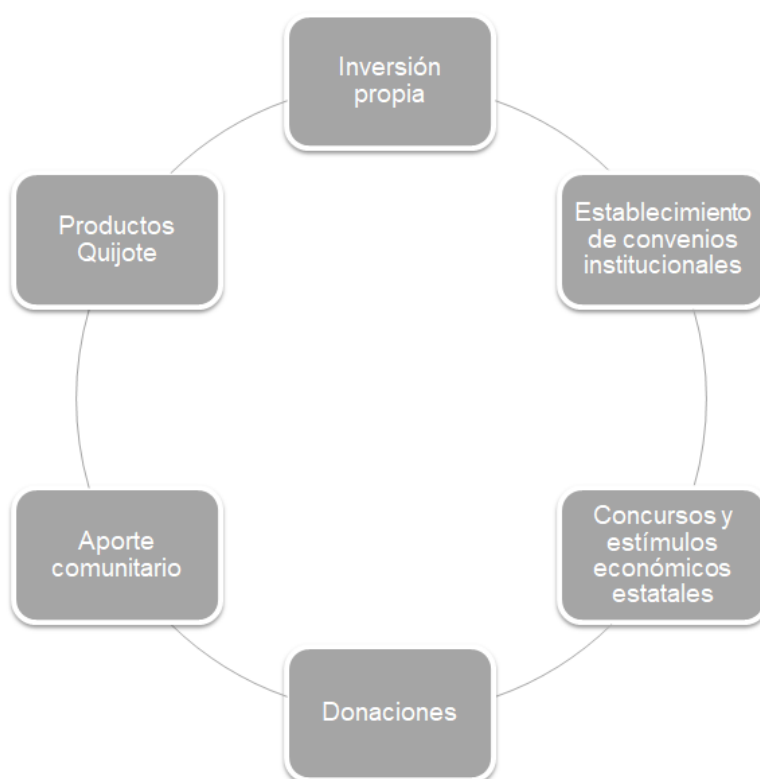 Inversión
propia
Establecimiento
de convenios
institucionales
Concursos y
estímulos
económicos
estatales
Donaciones
Aporte
comunitario
Productos
Quijote